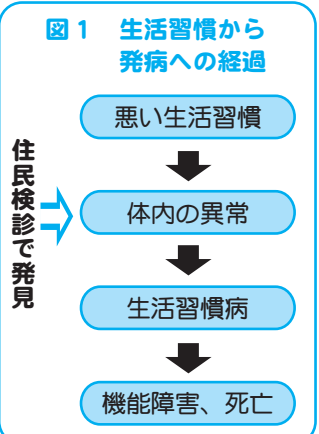 図1 生活習慣から
発病への経過
悪い生活習慣
住民検診で発見
体内の異常
生活習慣病
機能障害、死亡